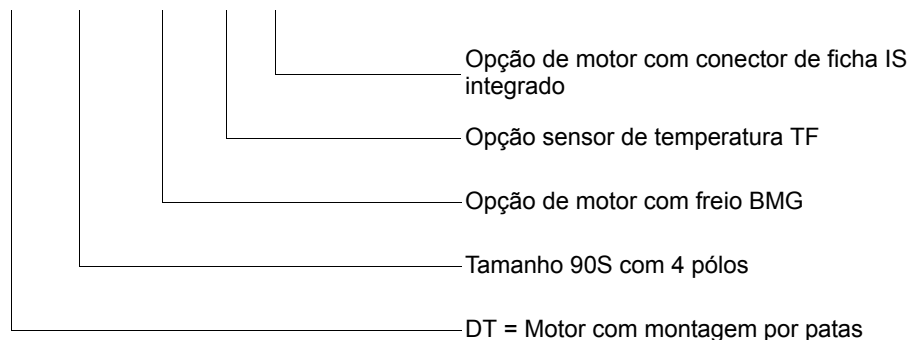 Opção de motor com conector de ficha IS
integrado
Opção sensor de temperatura TF
Opção de motor com freio BMG
Tamanho 90S com 4 pólos
DT = Motor com montagem por patas